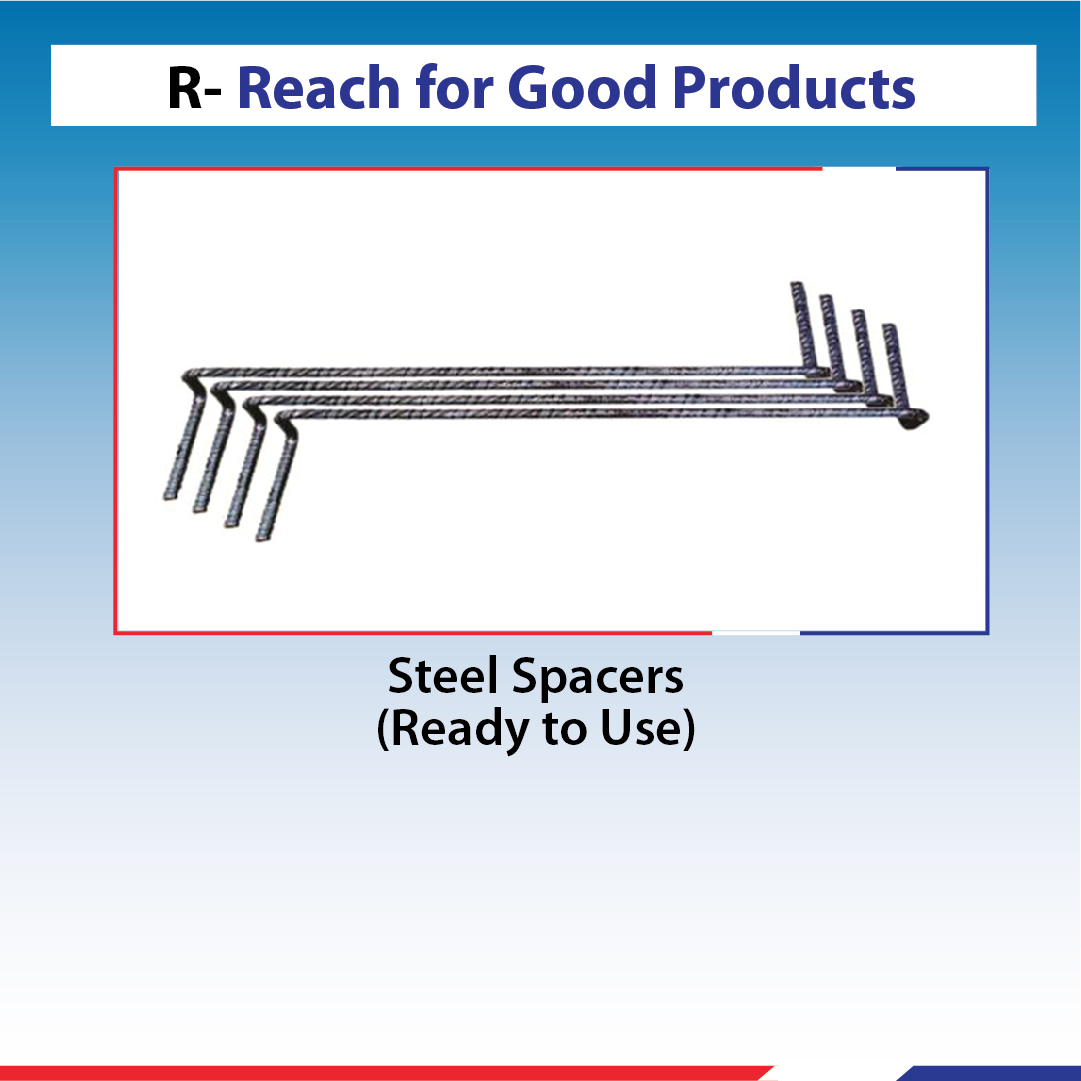 R- Reach for Good Products
Steel Spacers
(Ready to Use)